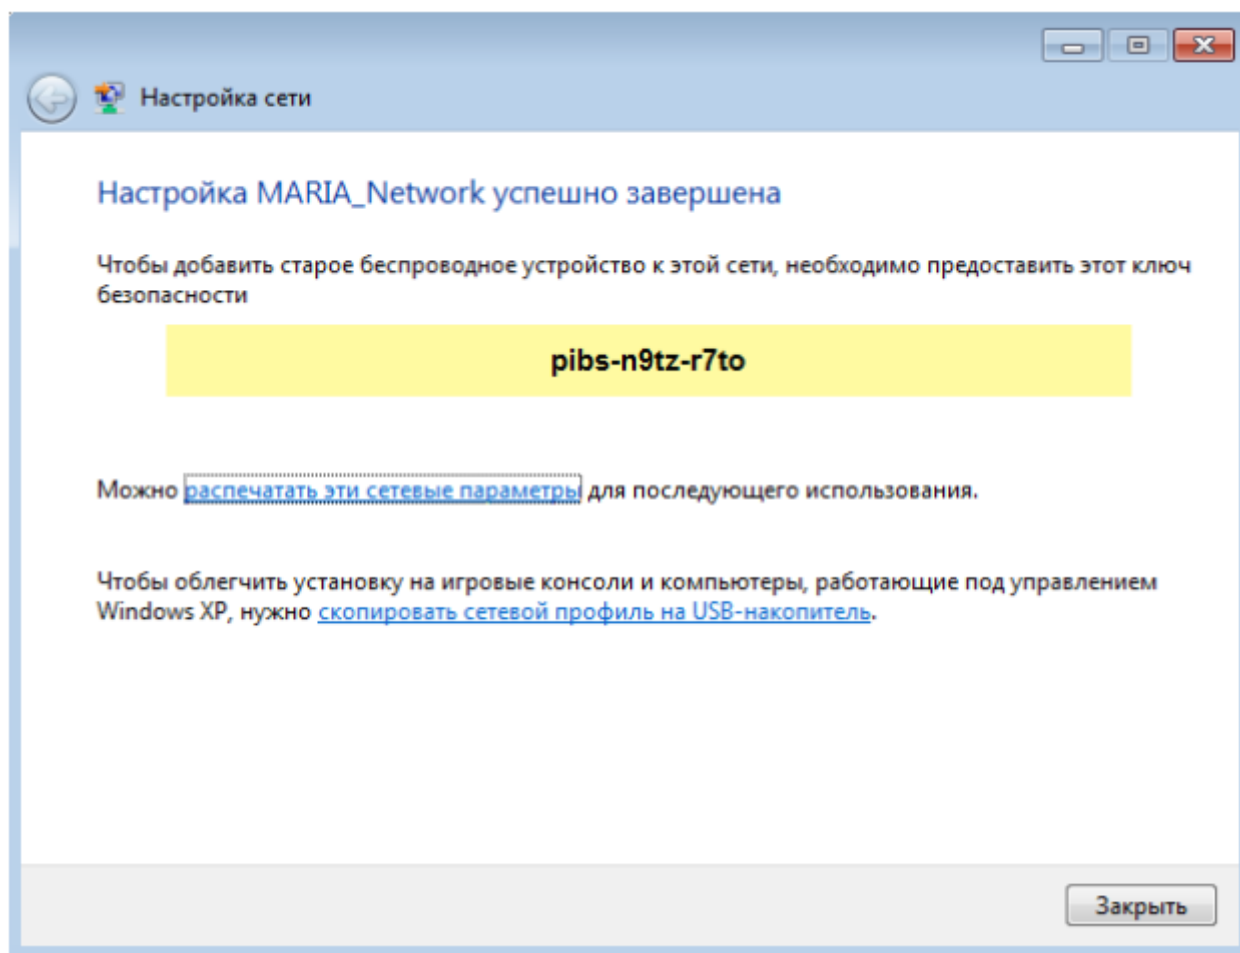 Настройка сети
Настройка MARIA_Network успешно завершена
Чтобы добавить старое беспроводное устройство к этой сети, необходимо предоставить этот ключ
безопасности
pibs-n9tz-r7to
Можно распечатать эти сетевые параметры для последующего использования.
Чтобы облегчить установку на игровые консоли и компьютеры, работающие под управлением
Windows XP, нужно скопировать сетевой профиль на USB-накопитель.
Закрыть